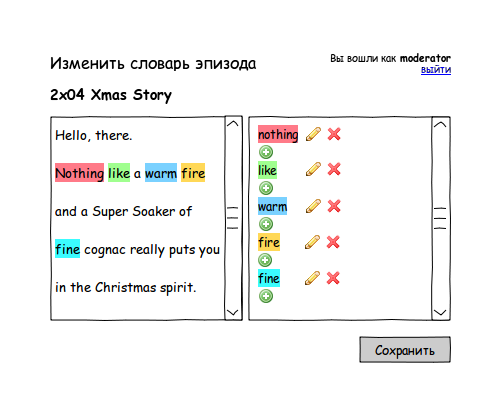 Изменить словарь эпизода
Вы вошли как moderator
выйти
2x04 Xmas Story
Hello, there.
Nothing like a warm fire
and a Super Soaker of
fine cognac really puts you
in the Christmas spirit.
nothing
like
warm
fire
fine
Сохранить